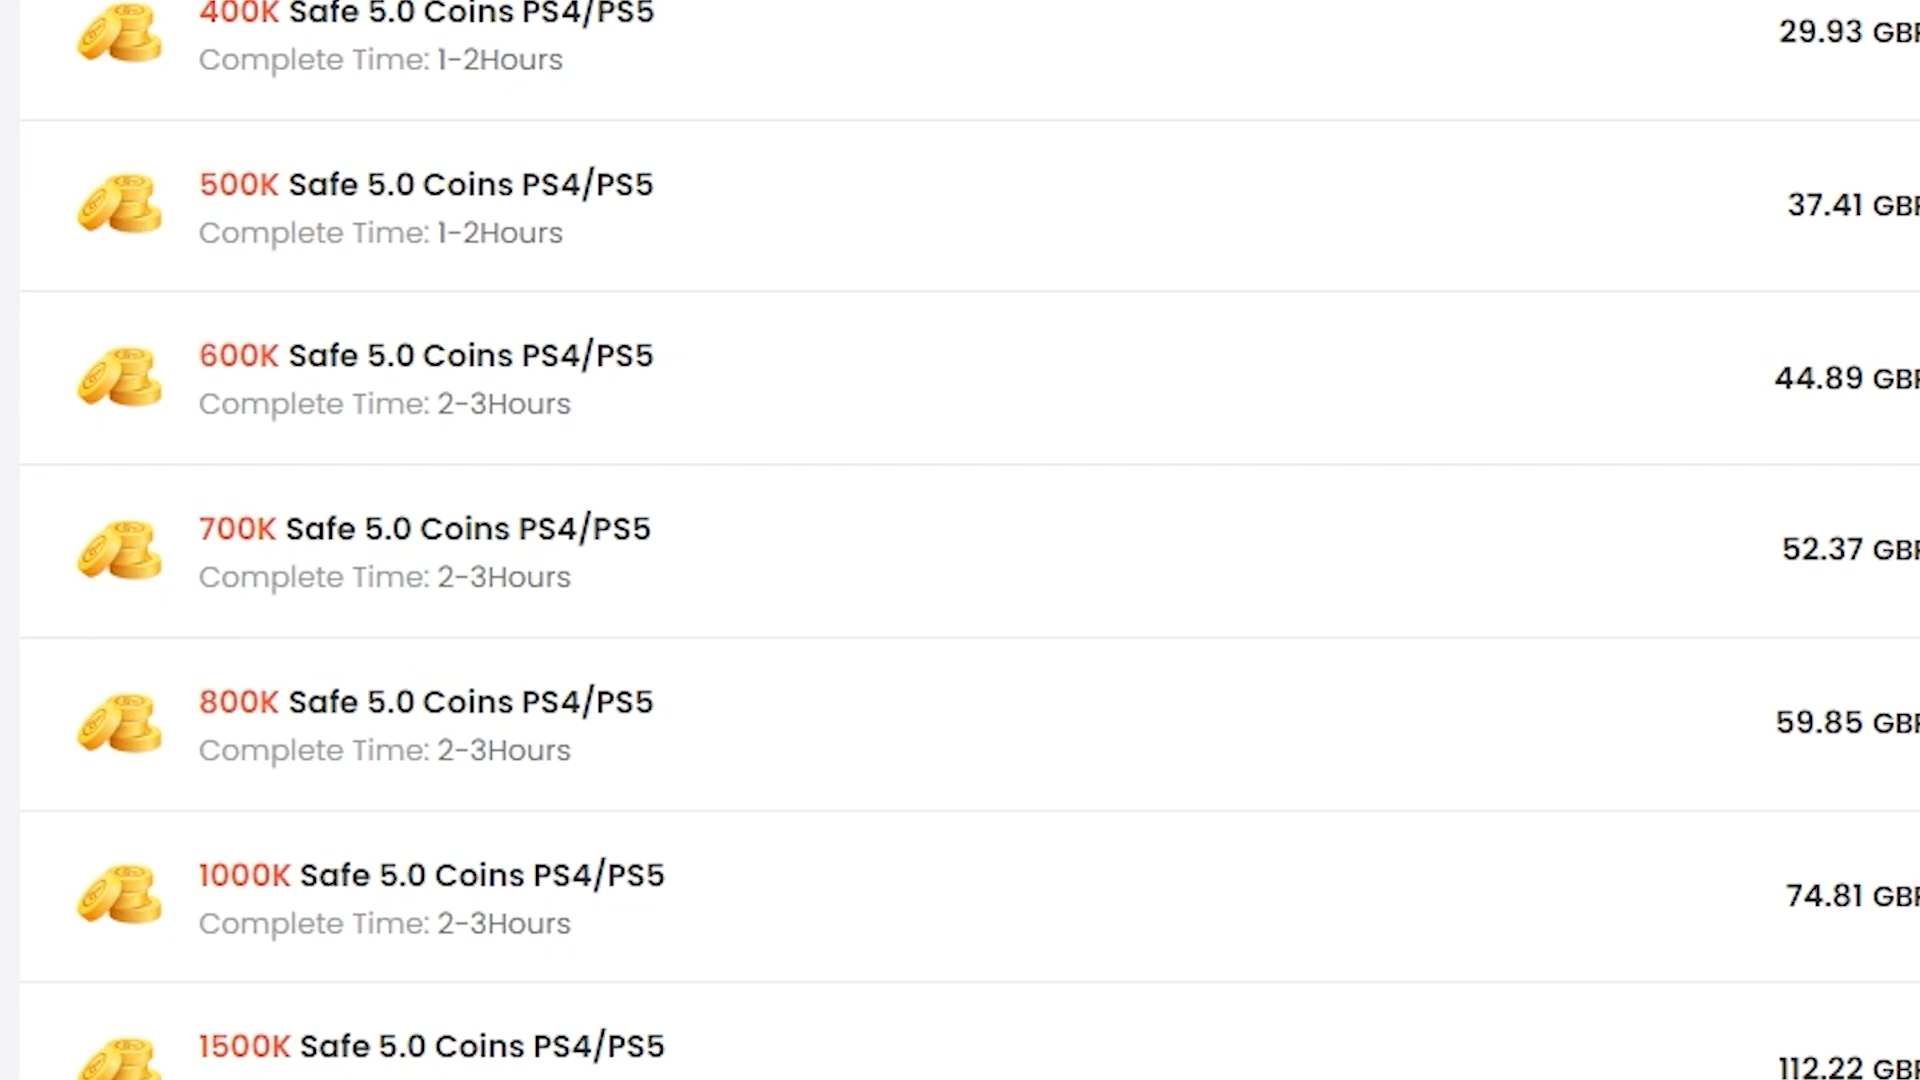 400K Safe 5.0 Coins PS4/PS5
29.93 GBP
Complete Time: 1-2Hours
500K Safe 5.0 Coins PS4/PS5
37.41 GBP
Complete Time: 1-2Hours
600K Safe 5.0 Coins PS4/PS5
44.89 GBP
Complete Time: 2-3Hours
700K Safe 5.0 Coins PS4/PS5
52.37 GBP
Complete Time: 2-3Hours
800K Safe 5.0 Coins PS4/PS5
59.85 GBP
Complete Time: 2-3Hours
1000K Safe 5.0 Coins PS4/PS5
74.81 GBP
Complete Time: 2-3Hours
1500K Safe 5.0 Coins PS4/PS5
112.22 GBP